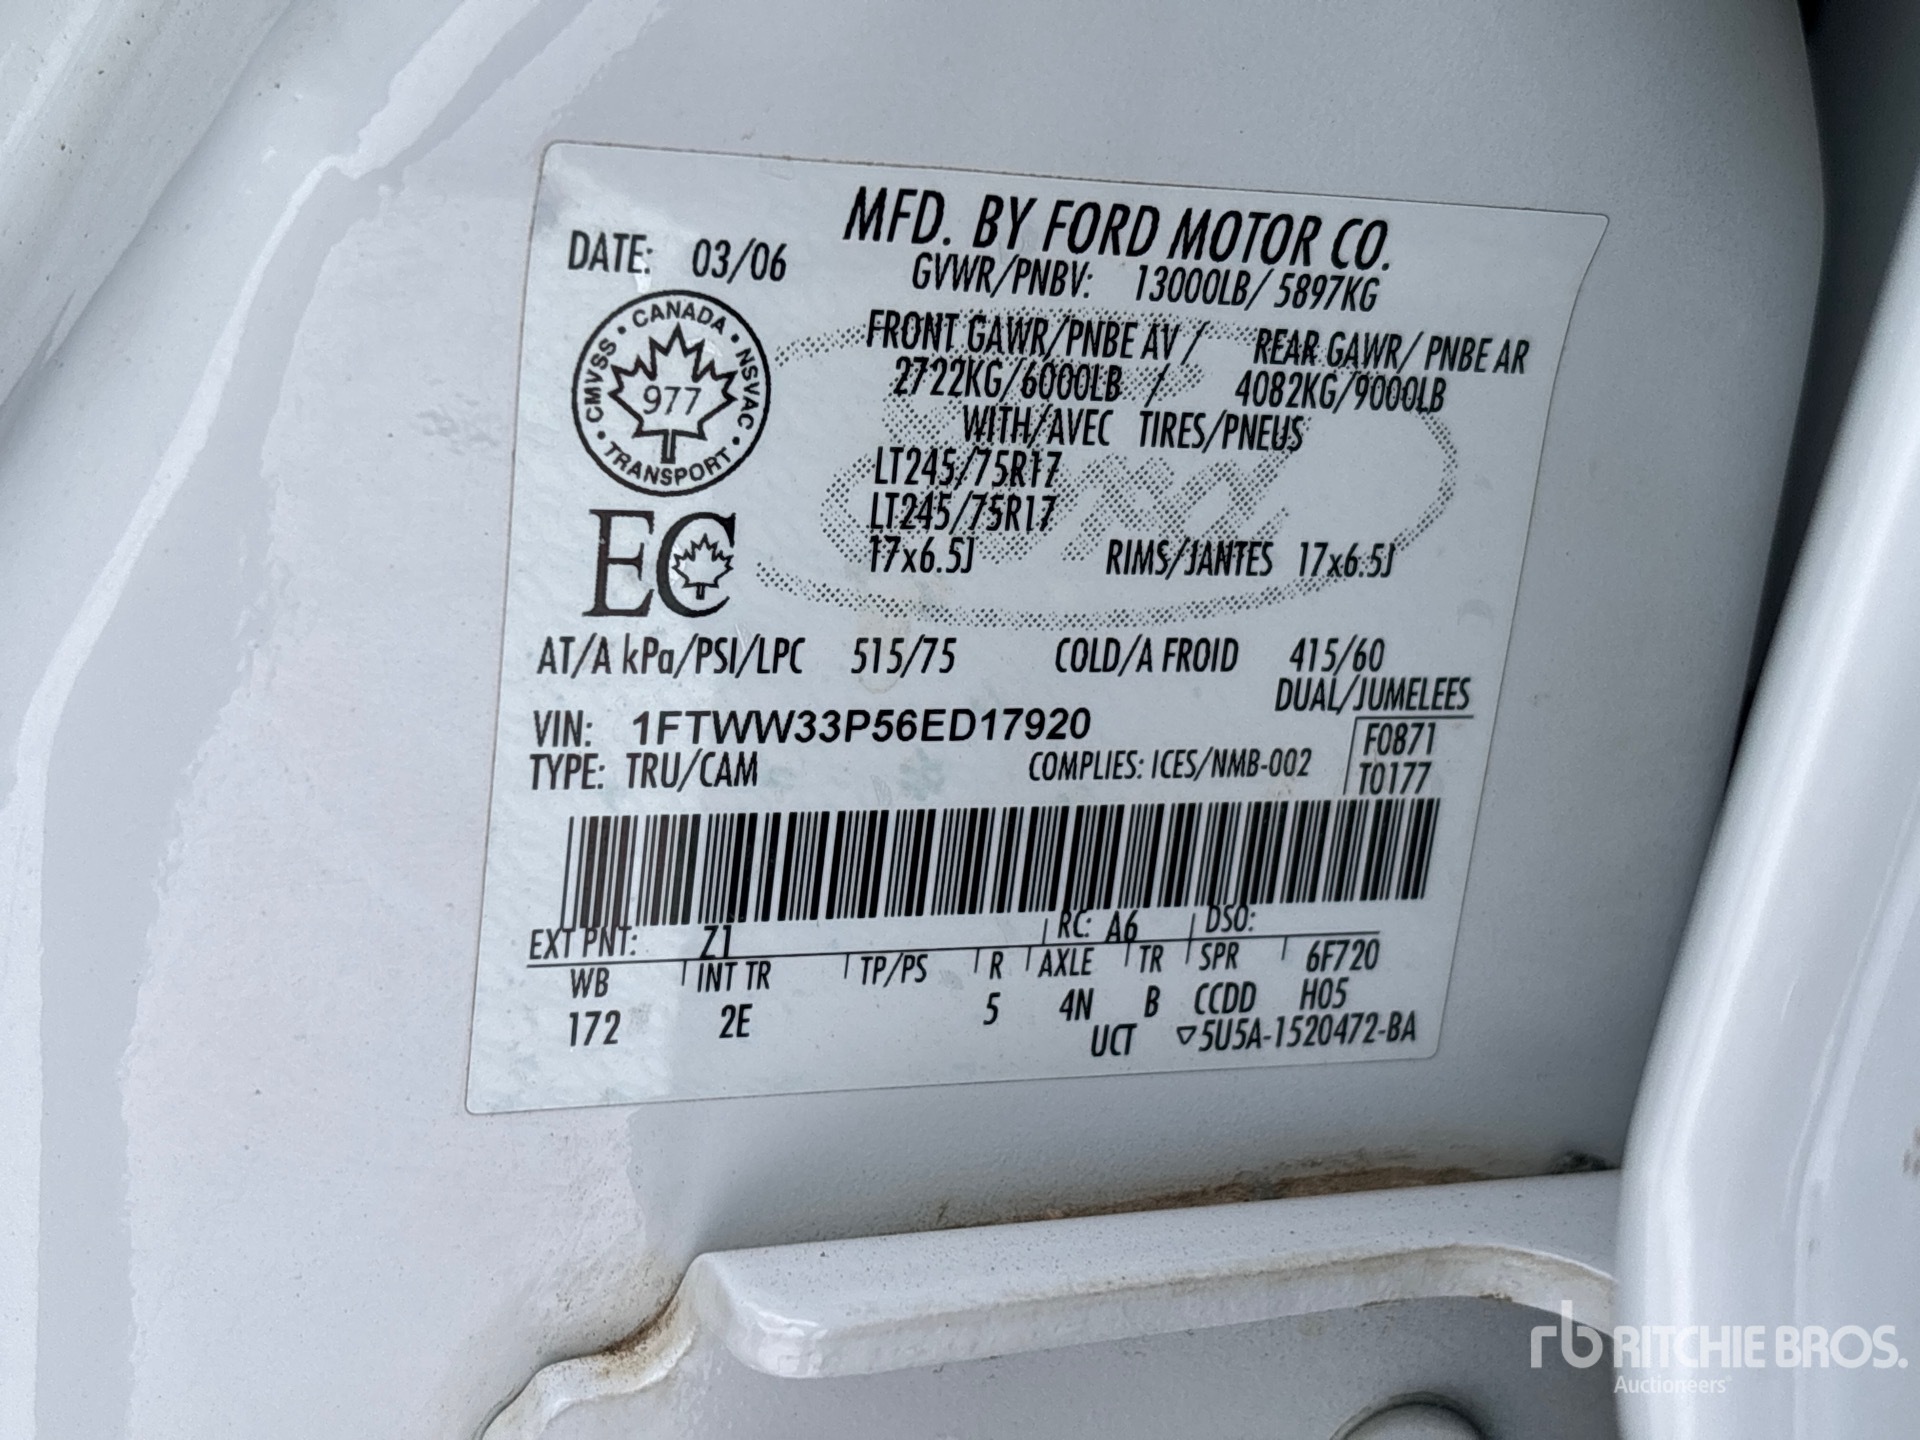 MFD. BY FORD MOTOR CO.
DATE: 03/06
GVWR/PNBV: 13000LB/ 5897KG
CANADA
CMVSS
NSVAC
TRANSPORT
977
FRONT GAWR/PNBE AV / REAR GAWR/ PNBE AR
2722KG/6000LB / 4082KG/9000LB
WITH/AVEC TIRES/PNEUS
LT245/75R17
LT245/75R17
17x6.5J RIMS/JANTES 17x6.5J
EC
AT/A kPa/PSI/LPC 515/75 COLD/A FROID 415/60
DUAL/JUMELEES
VIN: 1FTWW33P56ED17920
F0871
TYPE: TRU/CAM COMPLIES: ICES/NMB-002
T0177
EXT PNT: Z1 RC: A6 DSO:
WB INT TR TP/PS R AXLE TR SPR 6F720
172 2E 5 4N B CCDD H05
UCT ▽5U5A-1520472-BA
rb RITCHIE BROS.
Auctioneers